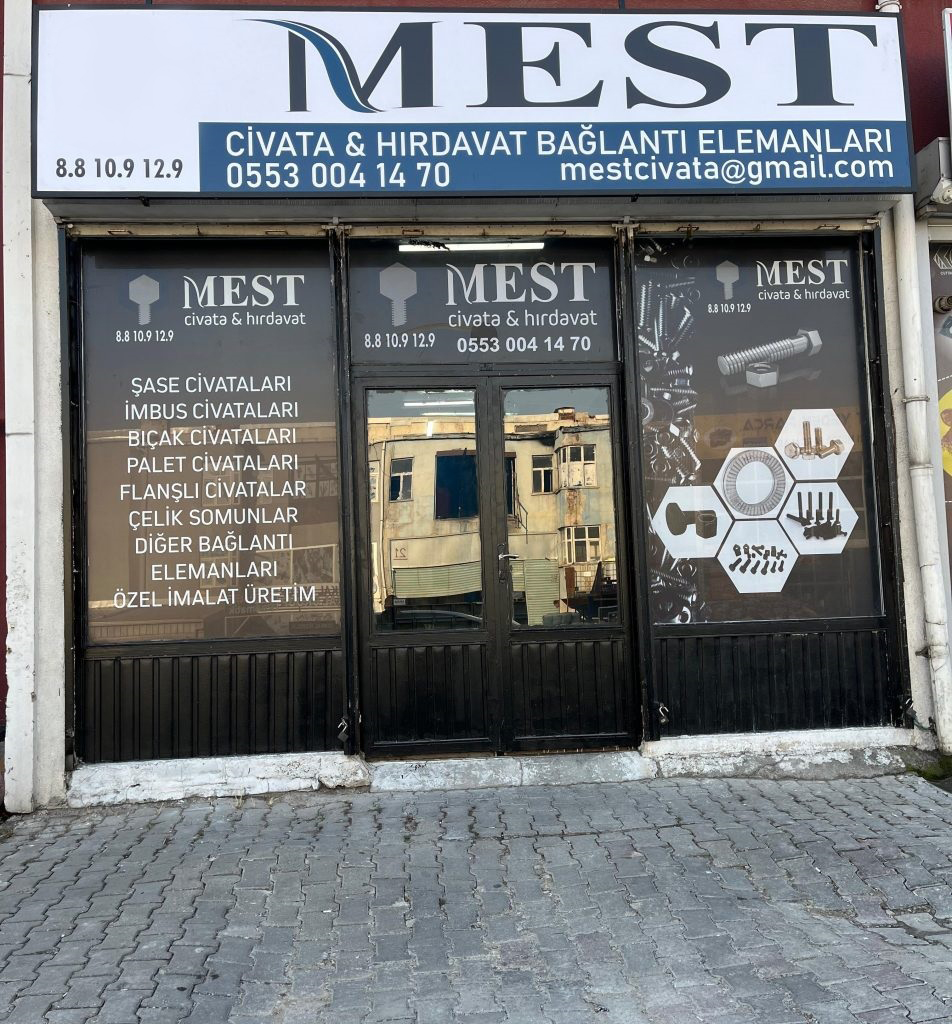 MEST
CİVATA & HIRDAVAT BAĞLANTI ELEMANLARI
8.8 10.9 12.9
0553 004 14 70
mestcivata@gmail.com
MEST
civata & hırdavat
8.8 10.9 12.9
ŞASE CİVATALARI
İMBUS CİVATALARI
BIÇAK CİVATALARI
PALET CİVATALARI
FLANŞLI CİVATALAR
ÇELİK SOMUNLAR
DİĞER BAĞLANTI
ELEMANLARI
ÖZEL İMALAT ÜRETİM
MEST
civata & hırdavat
8.8 10.9 12.9
0553 004 14 70
MEST
civata & hırdavat
8.8 10.9 12.9